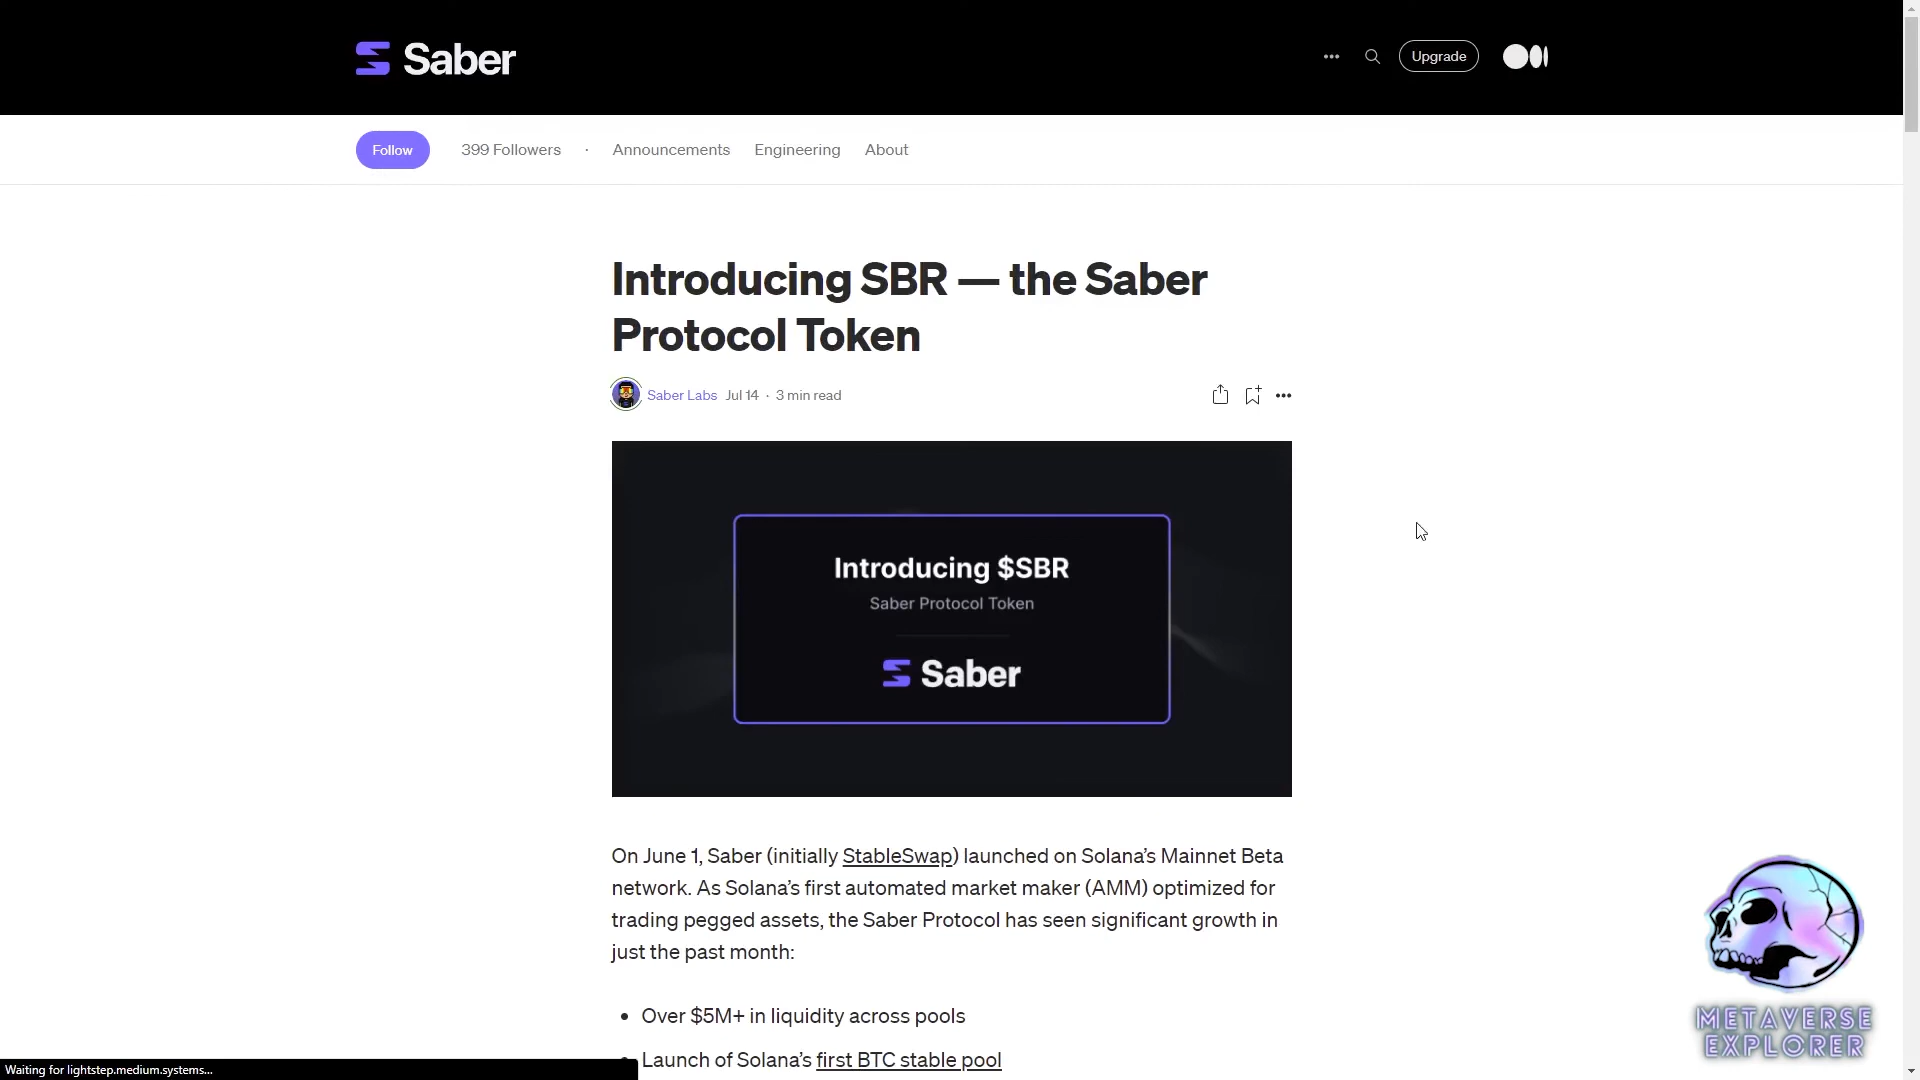 Saber
Upgrade
Follow
399 Followers · Announcements Engineering About
Introducing SBR — the Saber
Protocol Token
Saber Labs Jul 14 · 3 min read
Introducing $SBR
Saber Protocol Token
Saber
On June 1, Saber (initially StableSwap) launched on Solana’s Mainnet Beta
network. As Solana’s first automated market maker (AMM) optimized for
trading pegged assets, the Saber Protocol has seen significant growth in
just the past month:
• Over $5M+ in liquidity across pools
• Launch of Solana’s first BTC stable pool
Waiting for lightstep.medium.systems...
METAVERSE
EXPLORER